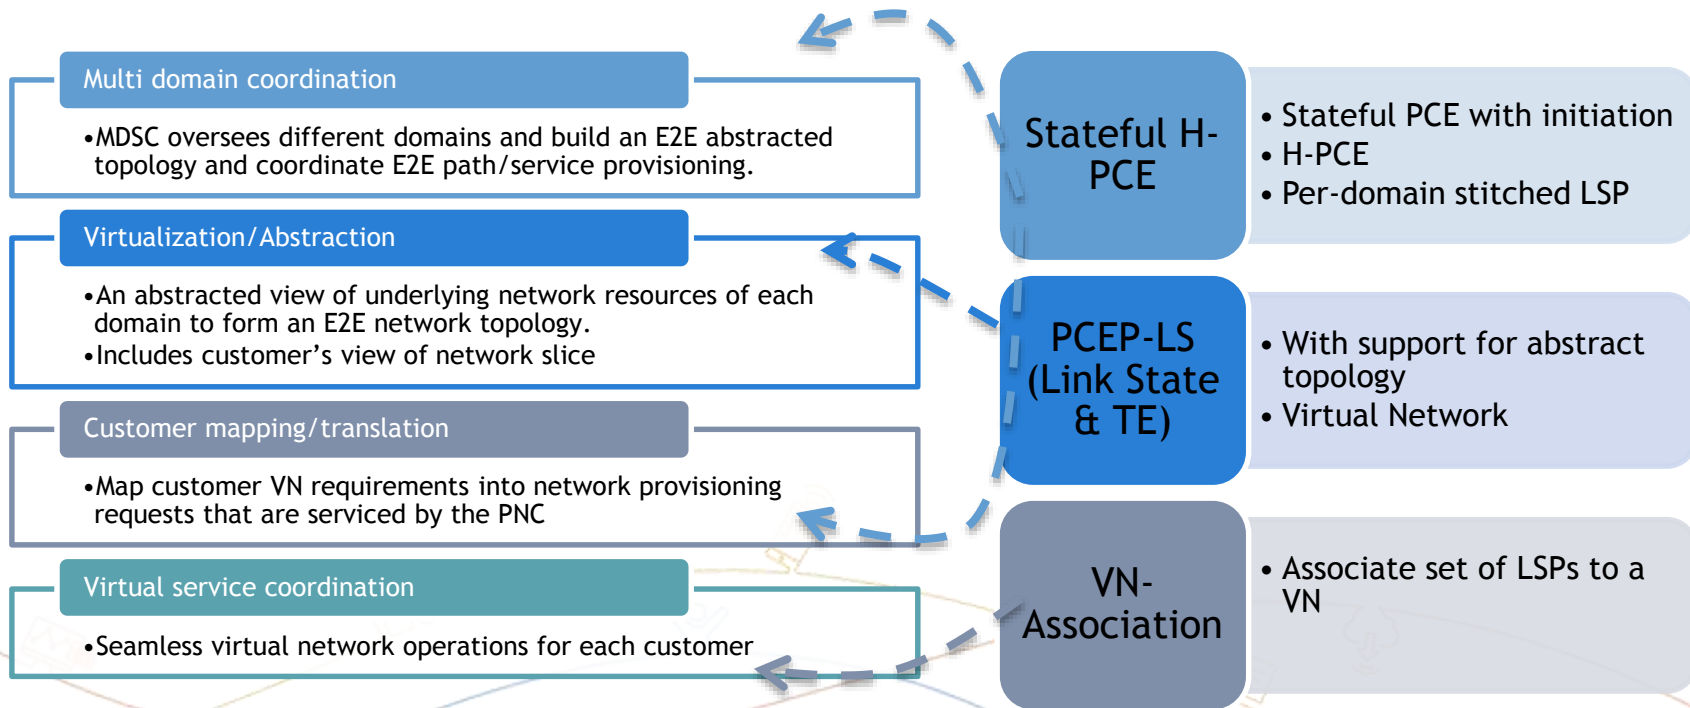 Multi domain coordination
•MDSC oversees different domains and build an E2E abstracted
topology and coordinate E2E path/service provisioning.
Virtualization/Abstraction
•An abstracted view of underlying network resources of each
domain to form an E2E network topology.
•Includes customer’s view of network slice
Customer mapping/translation
•Map customer VN requirements into network provisioning
requests that are serviced by the PNC
Virtual service coordination
•Seamless virtual network operations for each customer
Stateful H-
PCE
• Stateful PCE with initiation
• H-PCE
• Per-domain stitched LSP
PCEP-LS
(Link State
& TE)
• With support for abstract
topology
• Virtual Network
VN-
Association
• Associate set of LSPs to a
VN